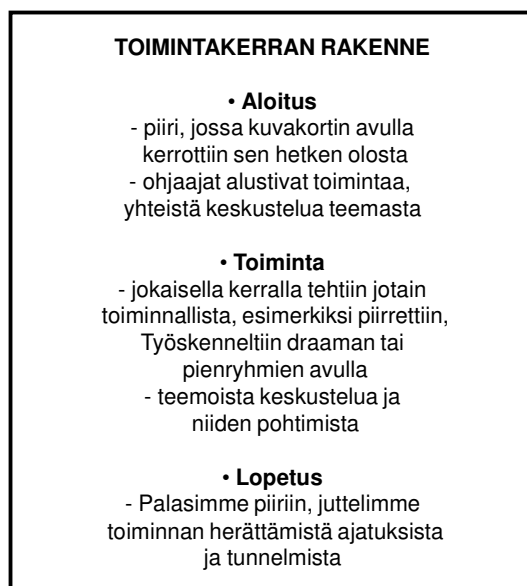 TOIMINTAKERRAN RAKENNE
• Aloitus
- piiri, jossa kuvakortin avulla
kerrottiin sen hetken olosta
- ohjaajat alustivat toimintaa,
yhteistä keskustelua teemasta
• Toiminta
- jokaisella kerralla tehtiin jotain
toiminnallista, esimerkiksi piirrettiin,
Työskenneltiin draaman tai
pienryhmien avulla
- teemoista keskustelua ja
niiden pohtimista
• Lopetus
- Palasimme piiriin, juttelimme
toiminnan herättämistä ajatuksista
ja tunnelmista